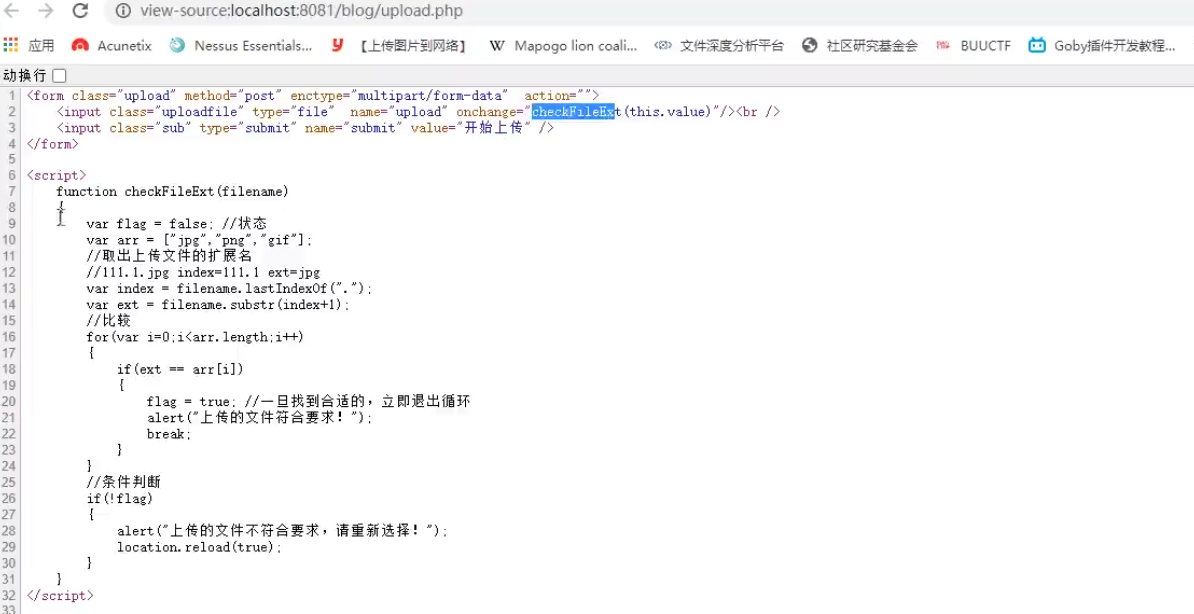 view-source:localhost:8081/blog/upload.php
应用 Acunetix Nessus Essentials... 【上传图片到网络】 W Mapogo lion coali... 文件深度分析平台 社区研究基金会 BUUCTF Goby插件开发教程...
动换行
1 <form class="upload" method="post" enctype="multipart/form-data" action="">
2 <input class="uploadfile" type="file" name="upload" onchange="checkFileExt(this.value)"/><br />
3 <input class="sub" type="submit" name="submit" value="开始上传" />
4 </form>
5
6 <script>
7 function checkFileExt(filename)
8 {
9 var flag = false; //状态
10 var arr = ["jpg","png","gif"];
11 //取出上传文件的扩展名
12 //111.1.jpg index=111.1 ext=jpg
13 var index = filename.lastIndexOf(".");
14 var ext = filename.substr(index+1);
15 //比较
16 for(var i=0;i<arr.length;i++)
17 {
18 if(ext == arr[i])
19 {
20 flag = true; //一旦找到合适的，立即退出循环
21 alert("上传的文件符合要求！");
22 break;
23 }
24 }
25 //条件判断
26 if(!flag)
27 {
28 alert("上传的文件不符合要求，请重新选择！");
29 location.reload(true);
30 }
31 }
32 </script>
33